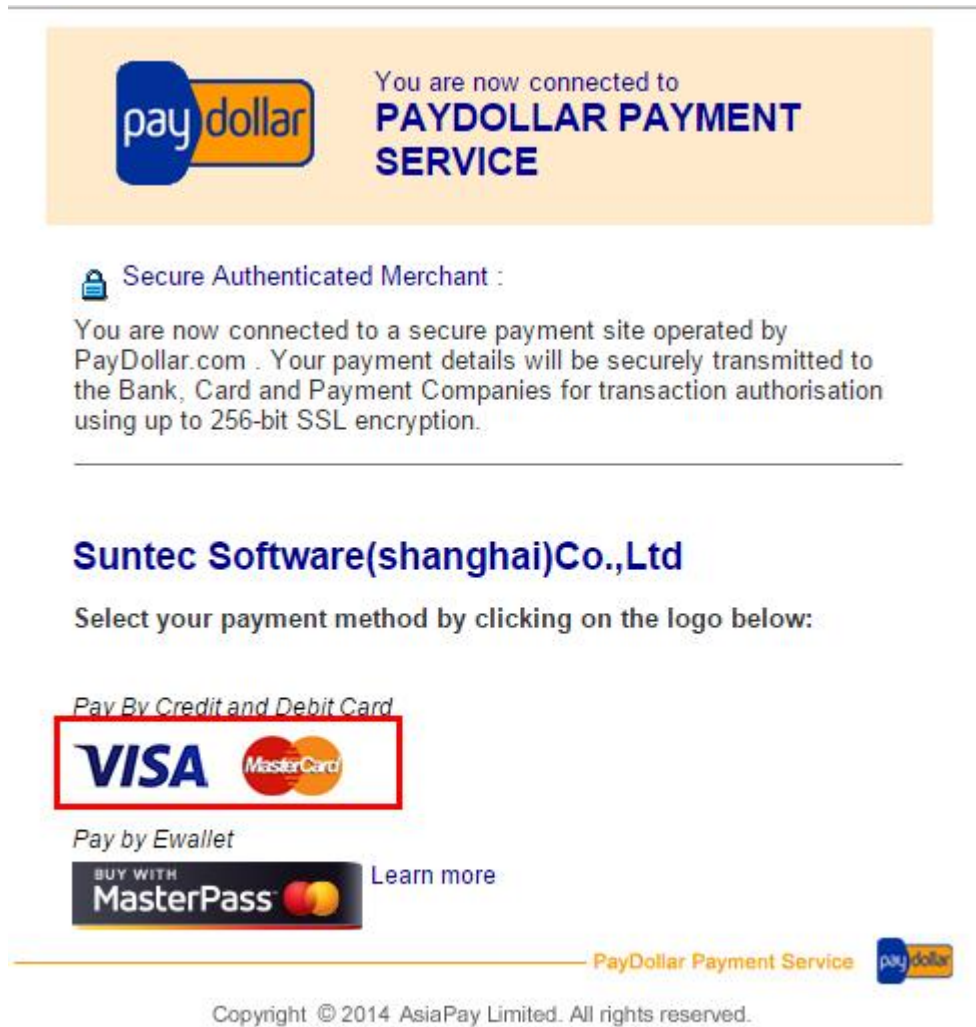 pay dollar
You are now connected to
PAYDOLLAR PAYMENT
SERVICE
Secure Authenticated Merchant :
You are now connected to a secure payment site operated by
PayDollar.com . Your payment details will be securely transmitted to
the Bank, Card and Payment Companies for transaction authorisation
using up to 256-bit SSL encryption.
Suntec Software(shanghai)Co.,Ltd
Select your payment method by clicking on the logo below:
Pay By Credit and Debit Card
VISA MasterCard
Pay by Ewallet
BUY WITH
MasterPass Learn more
PayDollar Payment Service pay dollar
Copyright © 2014 AsiaPay Limited. All rights reserved.